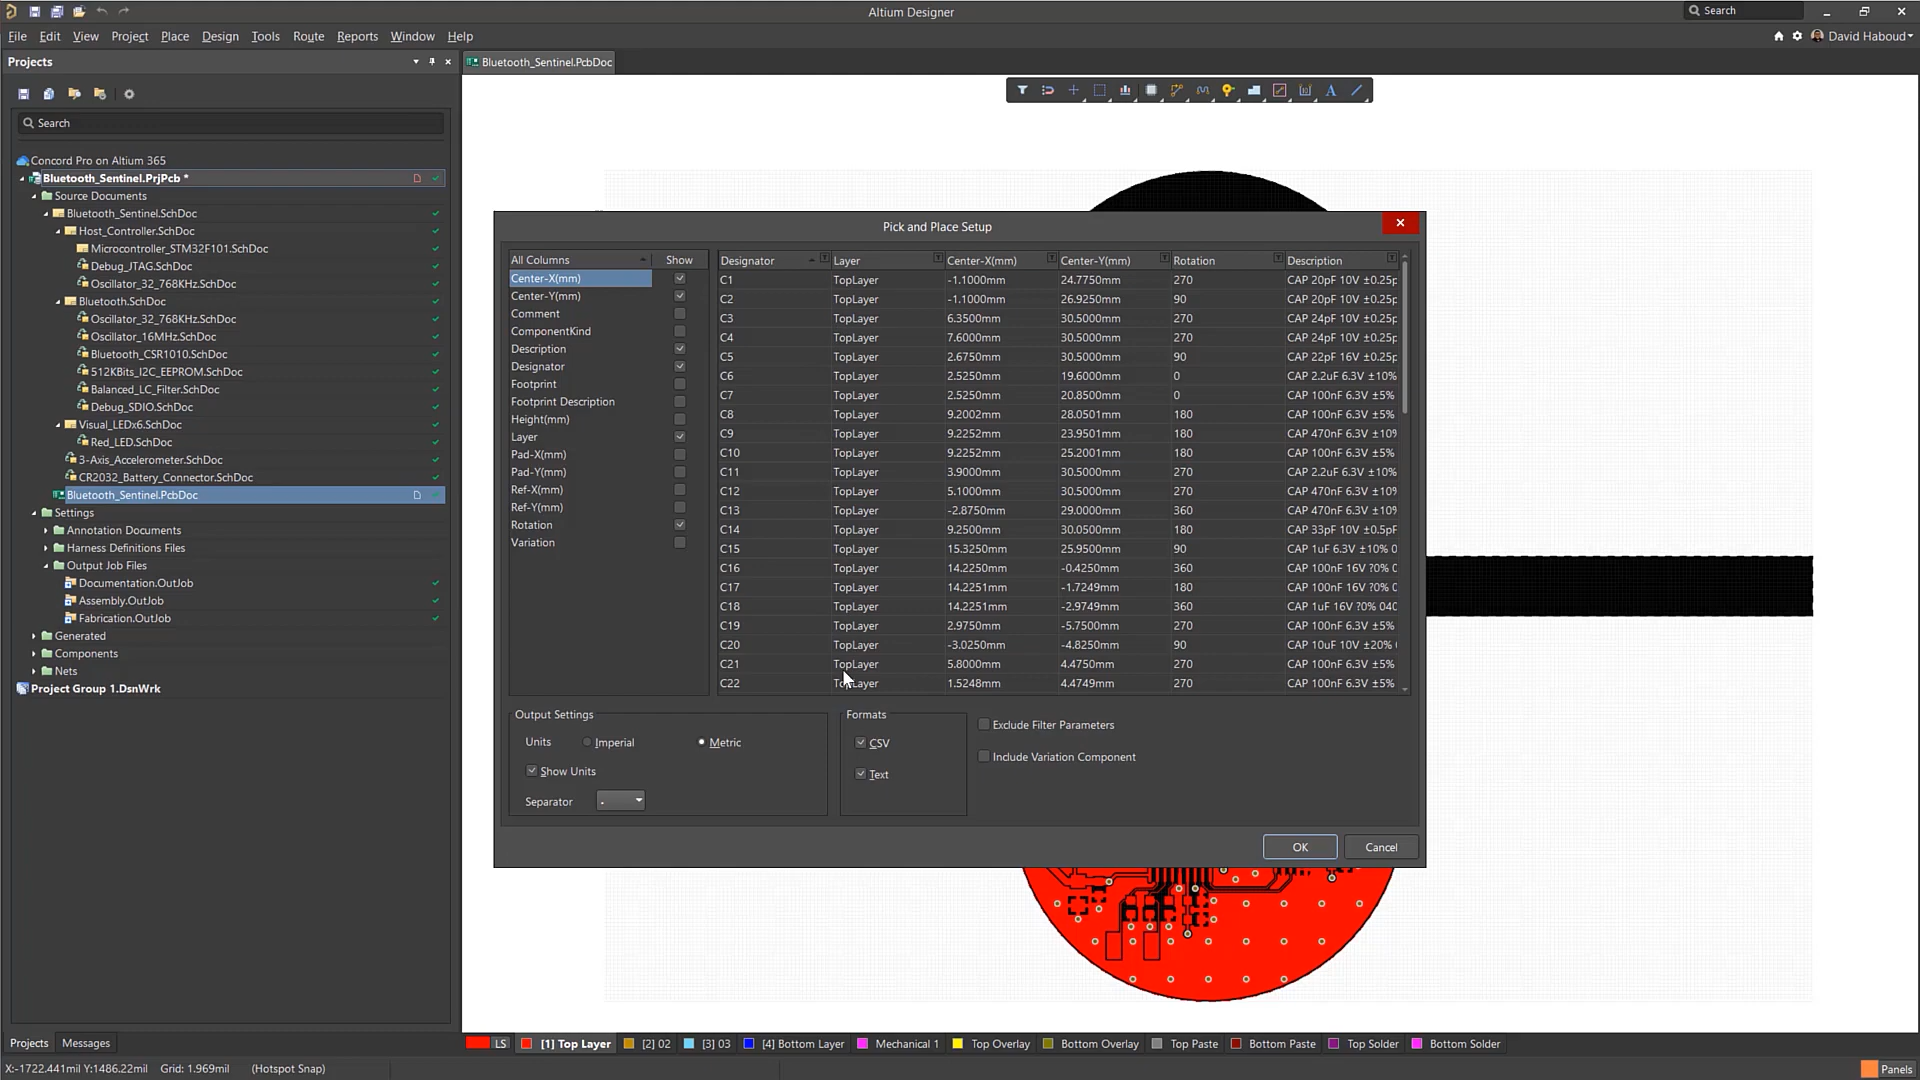 Altium Designer
Search
File Edit View Project Place Design Tools Route Reports Window Help
David Haboud
Projects
Bluetooth_Sentinel.PcbDoc
Search
Concord Pro on Altium 365
Bluetooth_Sentinel.PrjPcb *
Source Documents
Bluetooth_Sentinel.SchDoc
Host_Controller.SchDoc
Microcontroller_STM32F101.SchDoc
Debug_JTAG.SchDoc
Oscillator_32_768KHz.SchDoc
Bluetooth.SchDoc
Oscillator_32_768KHz.SchDoc
Oscillator_16MHz.SchDoc
Bluetooth_CSR1010.SchDoc
512KBits_I2C_EEPROM.SchDoc
Balanced_LC_Filter.SchDoc
Debug_SDIO.SchDoc
Visual_LEDx6.SchDoc
Red_LED.SchDoc
3-Axis_Accelerometer.SchDoc
CR2032_Battery_Connector.SchDoc
Bluetooth_Sentinel.PcbDoc
Settings
Annotation Documents
Harness Definitions Files
Output Job Files
Documentation.OutJob
Assembly.OutJob
Fabrication.OutJob
Generated
Components
Nets
Project Group 1.DsnWrk
Pick and Place Setup
All Columns Show
Center-X(mm)
Center-Y(mm)
Comment
ComponentKind
Description
Designator
Footprint
Footprint Description
Height(mm)
Layer
Pad-X(mm)
Pad-Y(mm)
Ref-X(mm)
Ref-Y(mm)
Rotation
Variation
Designator Layer Center-X(mm) Center-Y(mm) Rotation Description
C1 TopLayer -1.1000mm 24.7750mm 270 CAP 20pF 10V ±0.25p
C2 TopLayer -1.1000mm 26.9250mm 90 CAP 20pF 10V ±0.25p
C3 TopLayer 6.3500mm 30.5000mm 270 CAP 24pF 10V ±0.25p
C4 TopLayer 7.6000mm 30.5000mm 270 CAP 24pF 10V ±0.25p
C5 TopLayer 2.6750mm 30.5000mm 90 CAP 22pF 16V ±0.25p
C6 TopLayer 2.5250mm 19.6000mm 0 CAP 2.2uF 6.3V ±10%
C7 TopLayer 2.5250mm 20.8500mm 0 CAP 100nF 6.3V ±5%
C8 TopLayer 9.2002mm 28.0501mm 180 CAP 100nF 6.3V ±5%
C9 TopLayer 9.2252mm 23.9501mm 180 CAP 470nF 6.3V ±10%
C10 TopLayer 9.2252mm 25.2001mm 180 CAP 100nF 6.3V ±5%
C11 TopLayer 3.9000mm 30.5000mm 270 CAP 2.2uF 6.3V ±10%
C12 TopLayer 5.1000mm 30.5000mm 270 CAP 470nF 6.3V ±10%
C13 TopLayer -2.8750mm 29.0000mm 360 CAP 470nF 6.3V ±10%
C14 TopLayer 9.2500mm 30.0500mm 180 CAP 33pF 10V ±0.5pF
C15 TopLayer 15.3250mm 25.9500mm 90 CAP 1uF 6.3V ±10% 0
C16 TopLayer 14.2250mm -0.4250mm 360 CAP 100nF 16V ?0% 0
C17 TopLayer 14.2251mm -1.7249mm 180 CAP 100nF 16V ?0% 0
C18 TopLayer 14.2251mm -2.9749mm 360 CAP 1uF 16V ?0% 040
C19 TopLayer 2.9750mm -5.7500mm 270 CAP 100nF 6.3V ±5%
C20 TopLayer -3.0250mm -4.8250mm 90 CAP 10uF 10V ±20%
C21 TopLayer 5.8000mm 4.4750mm 270 CAP 100nF 6.3V ±5%
C22 TopLayer 1.5248mm 4.4749mm 270 CAP 100nF 6.3V ±5%
Output Settings
Units Imperial Metric
Show Units
Separator .
Formats
CSV
Text
Exclude Filter Parameters
Include Variation Component
OK Cancel
Projects Messages
LS [1] Top Layer [2] 02 [3] 03 [4] Bottom Layer Mechanical 1 Top Overlay Bottom Overlay Top Paste Bottom Paste Top Solder Bottom Solder
X:-1722.441mil Y:1486.22mil Grid: 1.969mil (Hotspot Snap)
Panels